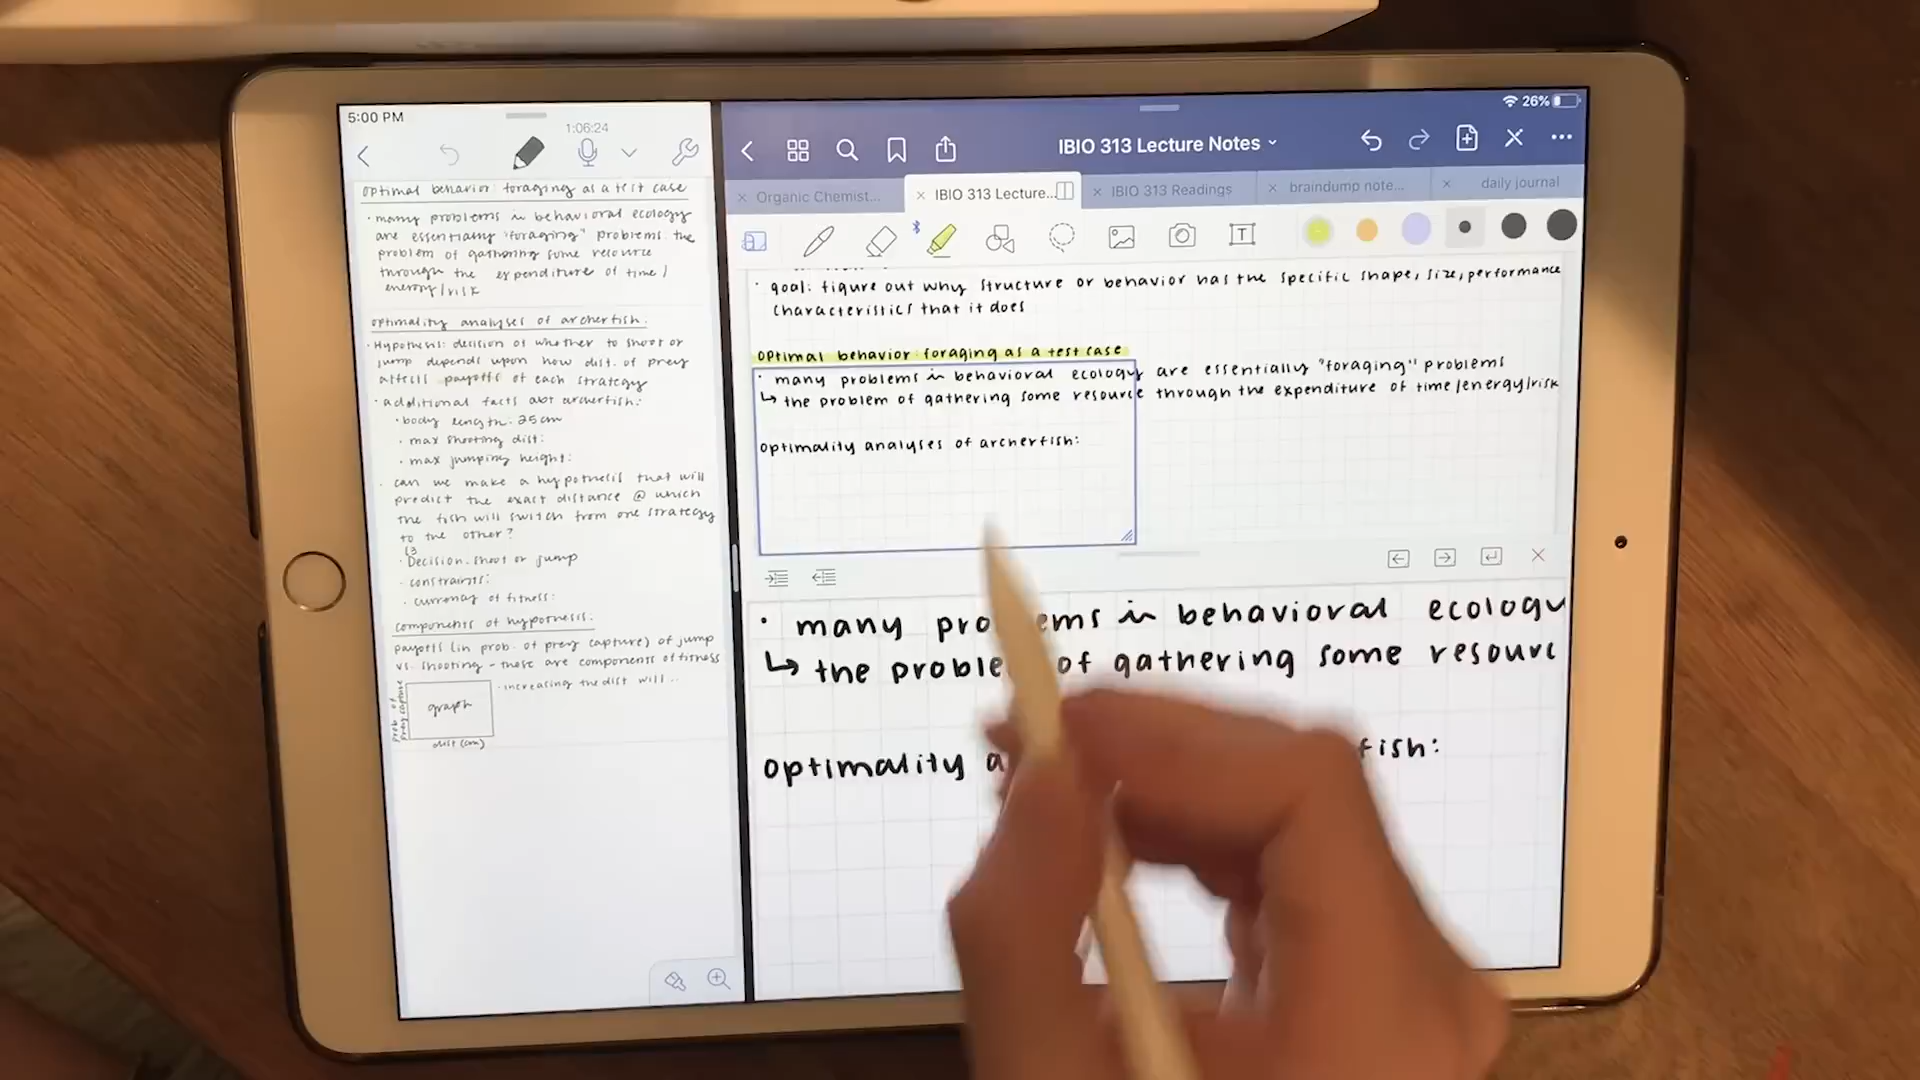 5:00 PM
1:06:24
optimal behavior: foraging as a test case
· many problems in behavioral ecology
are essentially "foraging" problems. the
problem of gathering some resource
through the expenditure of time/
energy/risk
optimality analyses of archerfish.
· Hypothesis: decision of whether to shoot or
jump depends upon how dist. of prey
affects payoffs of each strategy
· additional facts abt archerfish:
· body length: 25cm
· max shooting dist:
· max jumping height:
· can we make a hypothesis that will
predict the exact distance @ which
the fish will switch from one strategy
to the other?
· Decision: shoot or jump
· constraints:
· currency of fitness:
components of hypothesis:
payoffs (in prob. of prey capture) of jump
vs. shooting - these are components of fitness
prob of prey capture
graph
· increasing the dist will ..
dist (cm)
26%
IBIO 313 Lecture Notes
Organic Chemist...
IBIO 313 Lecture...
IBIO 313 Readings
braindump note...
daily journal
T
· goal: figure out why structure or behavior has the specific shape, size, performance
characteristics that it does
optimal behavior: foraging as a test case
· many problems in behavioral ecology are essentially "foraging" problems
↳ the problem of gathering some resource through the expenditure of time/energy/risk
optimality analyses of archerfish:
· many pro ems in behavioral ecology
↳ the proble of gathering some resourc
optimality a fish: